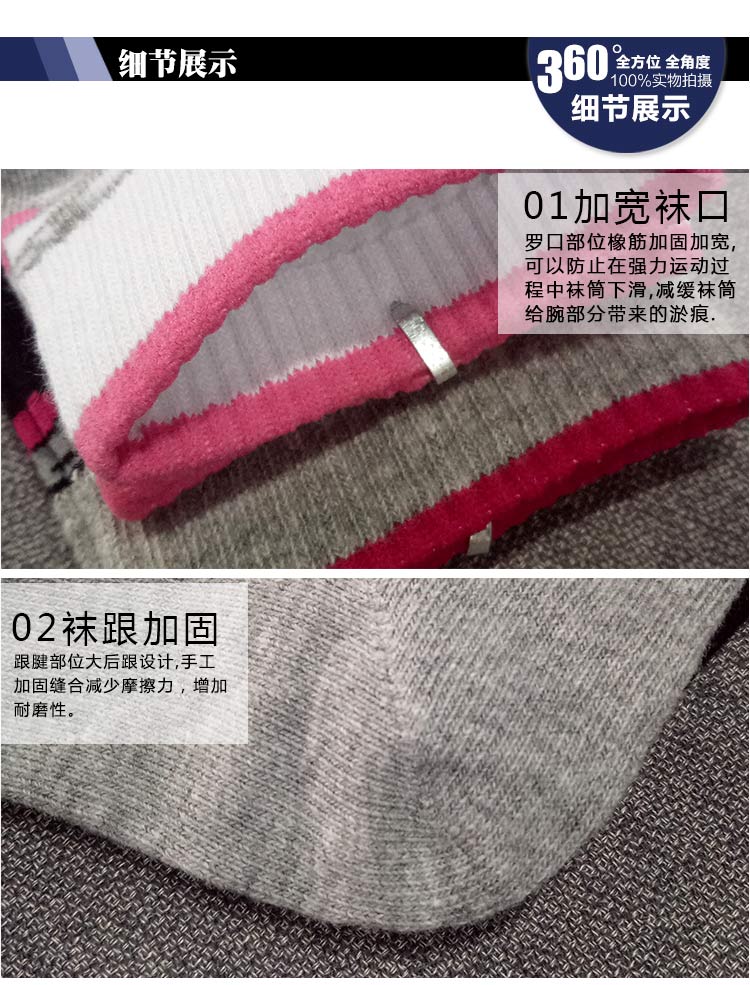 细节展示
360°全方位 全角度
100%实物拍摄
细节展示
01加宽袜口
罗口部位橡筋加固加宽,
可以防止在强力运动过
程中袜筒下滑,减缓袜筒
给腕部分带来的淤痕.
02袜跟加固
跟腱部位大后跟设计,手工
加固缝合减少摩擦力，增加
耐磨性。